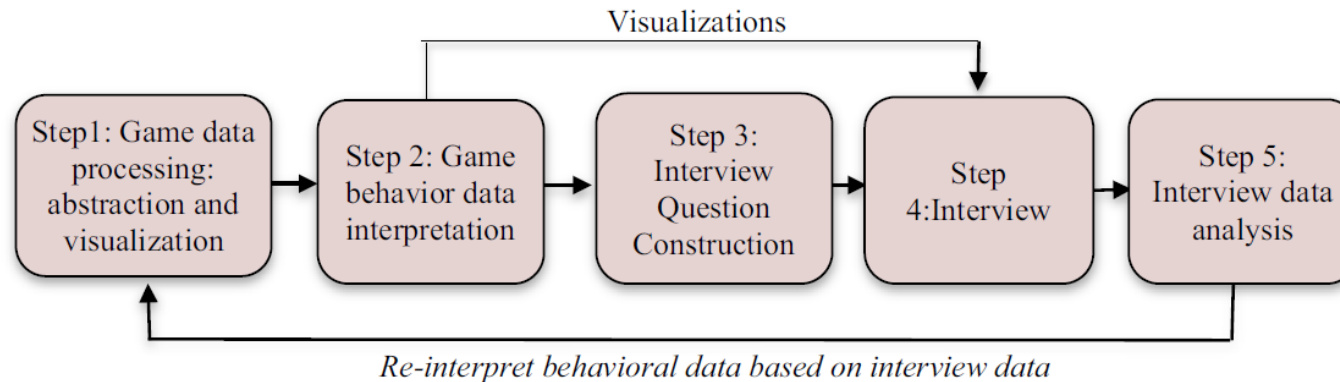 Visualizations
Step1: Game data
processing:
abstraction and
visualization
Step 2: Game
behavior data
interpretation
Step 3:
Interview
Question
Construction
Step
4:Interview
Step 5:
Interview data
analysis
Re-interpret behavioral data based on interview data